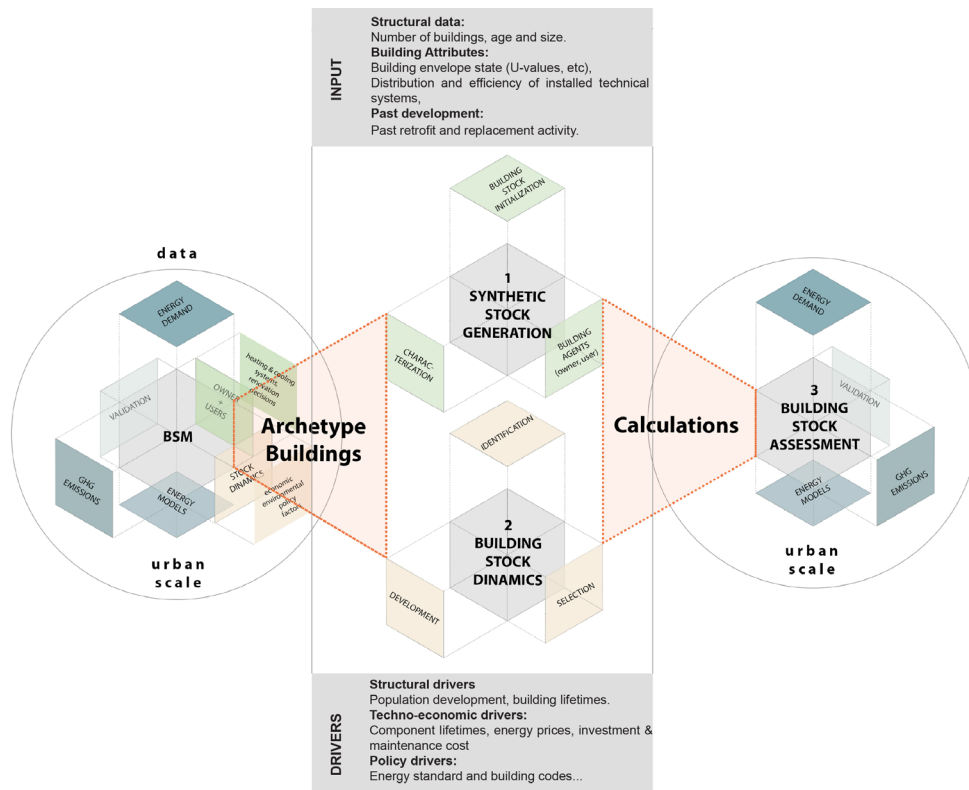 INPUT
Structural data:
Number of buildings, age and size.
Building Attributes:
Building envelope state (U-values, etc),
Distribution and efficiency of installed technical
systems,
Past development:
Past retrofit and replacement activity.
data
ENERGY
DEMAND
VALIDATION
OWNER
+
USERS
heating & cooling
systems,
renovation
decisions
BSM
GHG
EMISSIONS
ENERGY
MODELS
STOCK
DINAMICS
economic
environmental
policy
factors
urban
scale
Archetype
Buildings
BUILDING
STOCK
INITIALIZATION
1
SYNTHETIC
STOCK
GENERATION
CHARAC-
TERIZATION
BUILDING
AGENTS
(owner, user)
IDENTIFICATION
2
BUILDING
STOCK
DINAMICS
DEVELOPMENT
SELECTION
Calculations
ENERGY
DEMAND
VALIDATION
3
BUILDING
STOCK
ASSESSMENT
ENERGY
MODELS
GHG
EMISSIONS
urban
scale
DRIVERS
Structural drivers
Population development, building lifetimes.
Techno-economic drivers:
Component lifetimes, energy prices, investment &
maintenance cost
Policy drivers:
Energy standard and building codes...